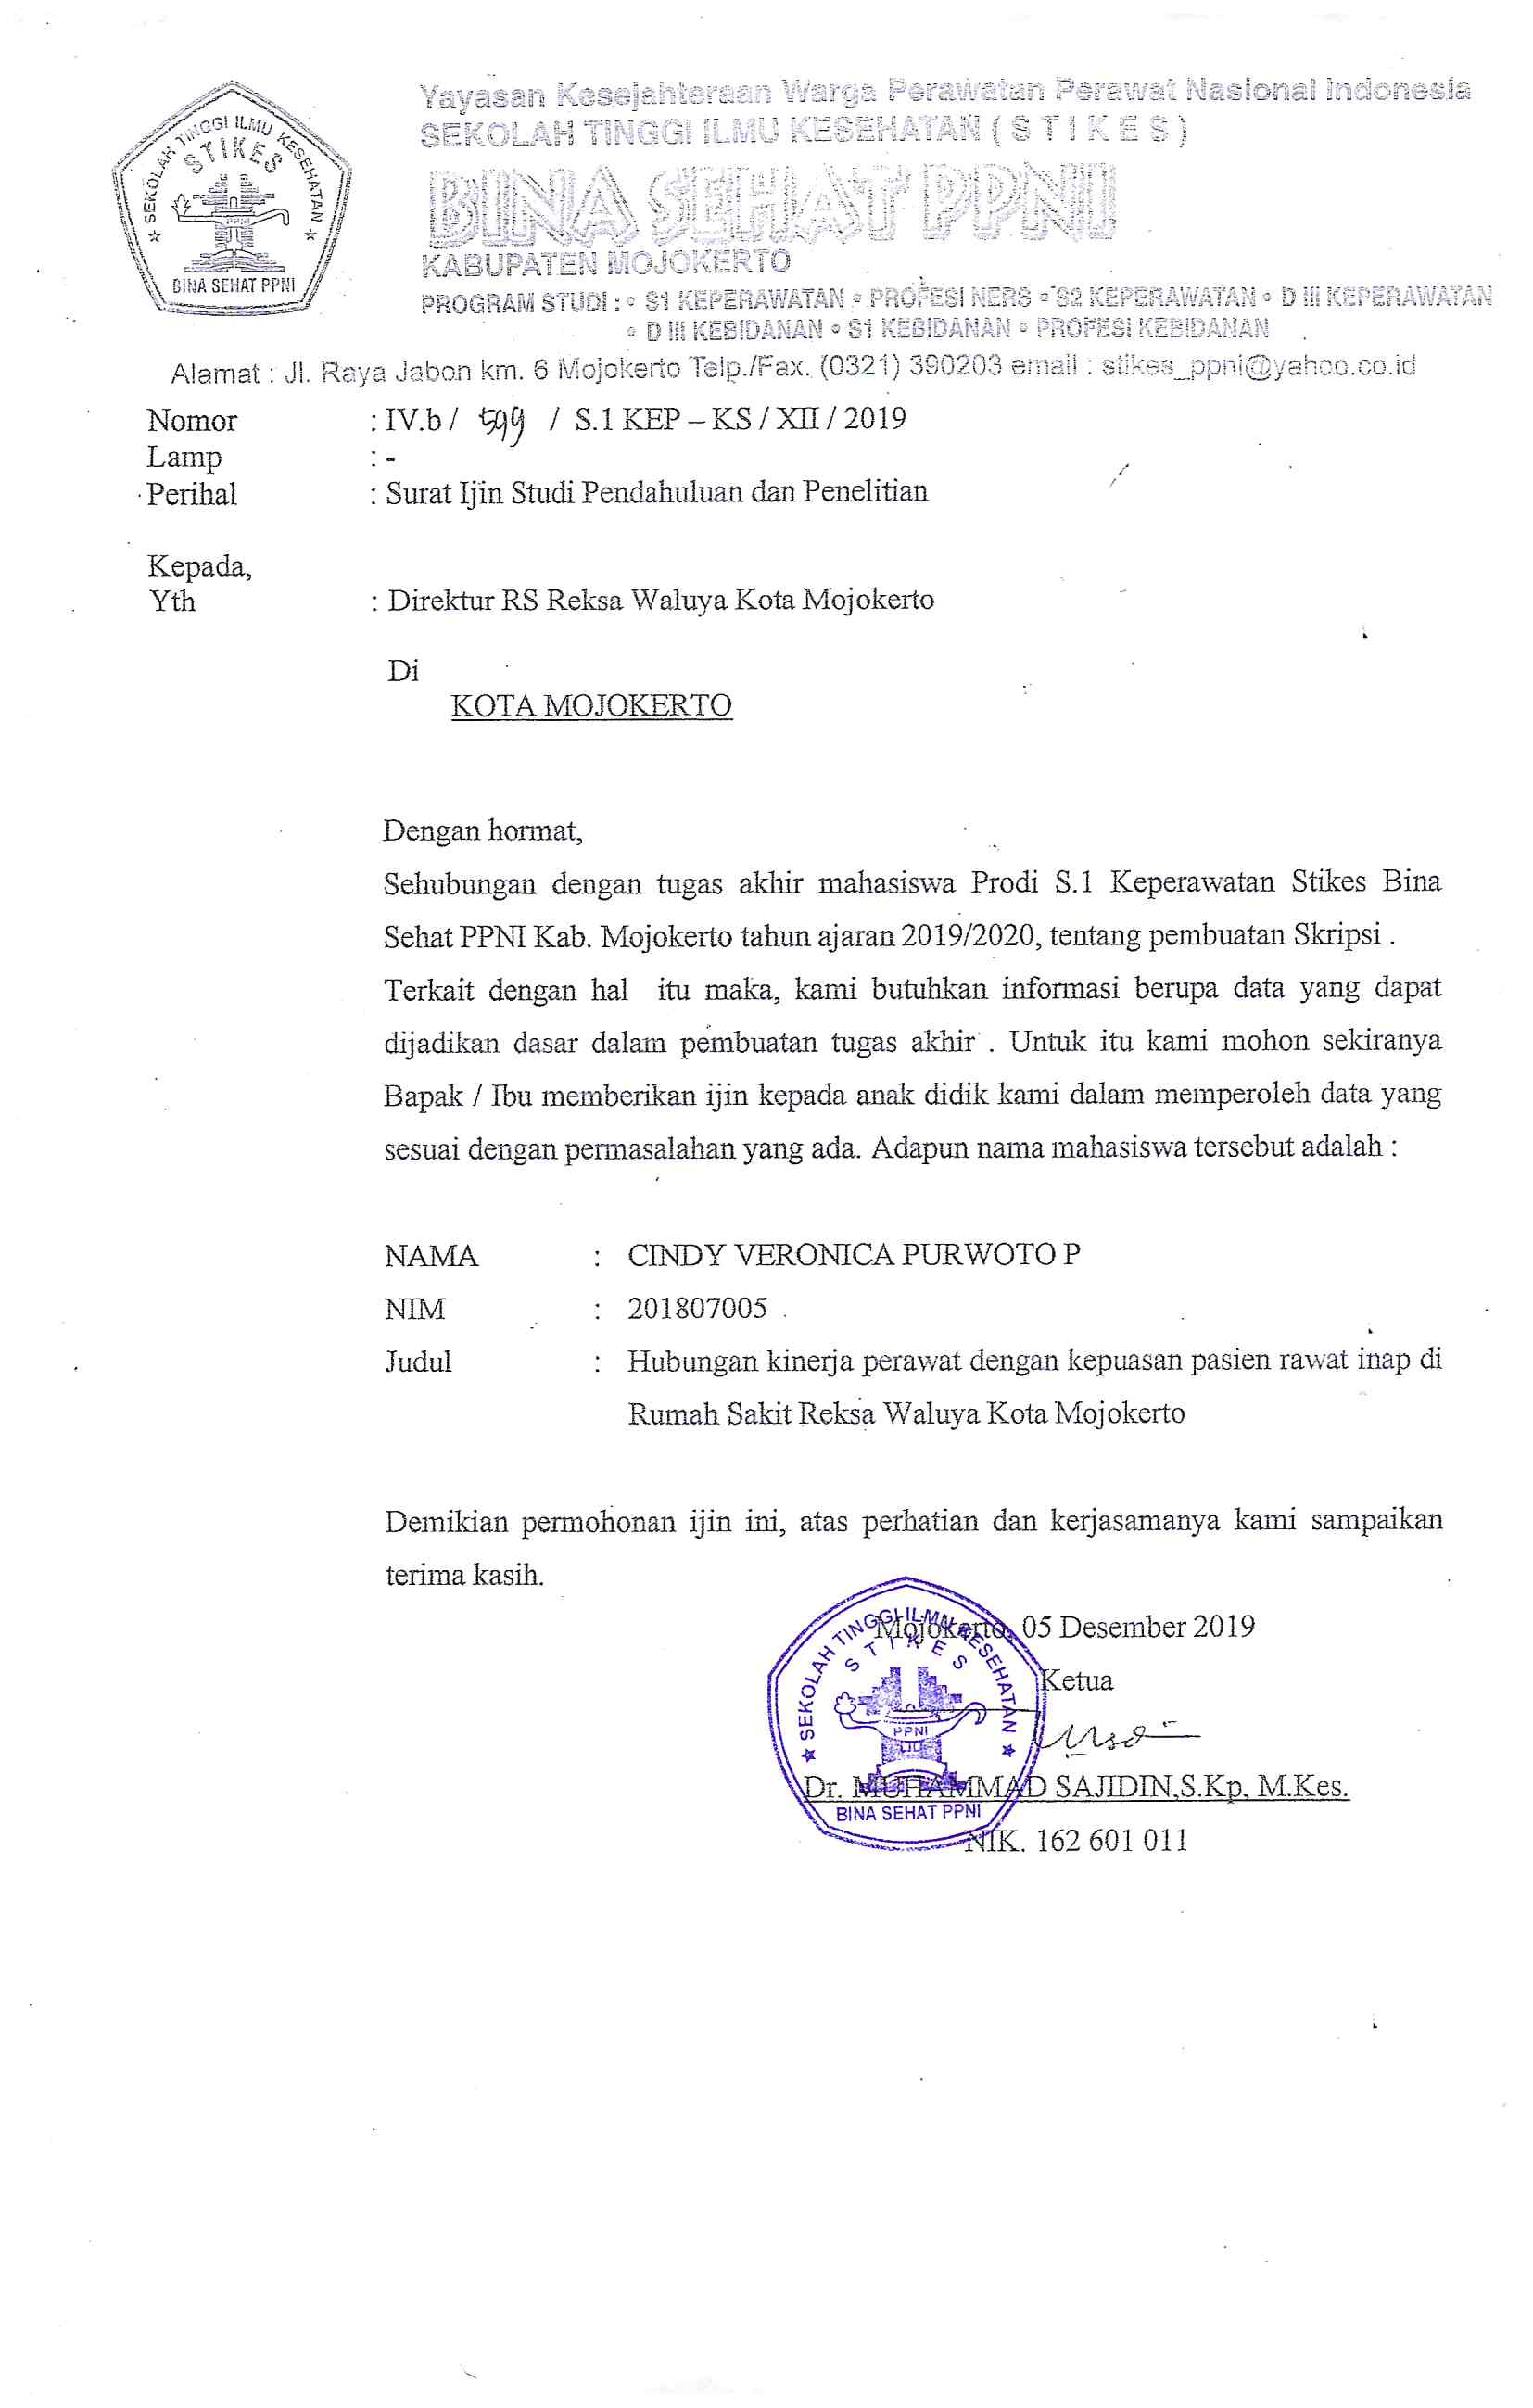 SEKOLAH TINGGI ILMU KESEHATAN
STIKES
PPNI
BINA SEHAT PPNI
Yayasan Kesejahteraan Warga Perawatan Perawat Nasional Indonesia
SEKOLAH TINGGI ILMU KESEHATAN ( S T I K E S )
BINA SEHAT PPNI
KABUPATEN MOJOKERTO
PROGRAM STUDI : ∘ S1 KEPERAWATAN ∘ PROFESI NERS ∘ S2 KEPERAWATAN ∘ D III KEPERAWATAN
∘ D III KEBIDANAN ∘ S1 KEBIDANAN ∘ PROFESI KEBIDANAN
Alamat : Jl. Raya Jabon km. 6 Mojokerto Telp./Fax. (0321) 390203 email : stikes_ppni@yahoo.co.id
Nomor : IV.b / 599 / S.1 KEP – KS / XII / 2019
Lamp : -
Perihal : Surat Ijin Studi Pendahuluan dan Penelitian
Kepada,
Yth : Direktur RS Reksa Waluya Kota Mojokerto
Di
KOTA MOJOKERTO
Dengan hormat,
Sehubungan dengan tugas akhir mahasiswa Prodi S.1 Keperawatan Stikes Bina
Sehat PPNI Kab. Mojokerto tahun ajaran 2019/2020, tentang pembuatan Skripsi .
Terkait dengan hal itu maka, kami butuhkan informasi berupa data yang dapat
dijadikan dasar dalam pembuatan tugas akhir . Untuk itu kami mohon sekiranya
Bapak / Ibu memberikan ijin kepada anak didik kami dalam memperoleh data yang
sesuai dengan permasalahan yang ada. Adapun nama mahasiswa tersebut adalah :
NAMA : CINDY VERONICA PURWOTO P
NIM : 201807005
Judul : Hubungan kinerja perawat dengan kepuasan pasien rawat inap di
Rumah Sakit Reksa Waluya Kota Mojokerto
Demikian permohonan ijin ini, atas perhatian dan kerjasamanya kami sampaikan
terima kasih.
Mojokerto, 05 Desember 2019
Ketua
SEKOLAH TINGGI ILMU KESEHATAN
STIKES
PPNI
BINA SEHAT PPNI
Dr. MUHAMMAD SAJIDIN,S.Kp, M.Kes.
NIK. 162 601 011